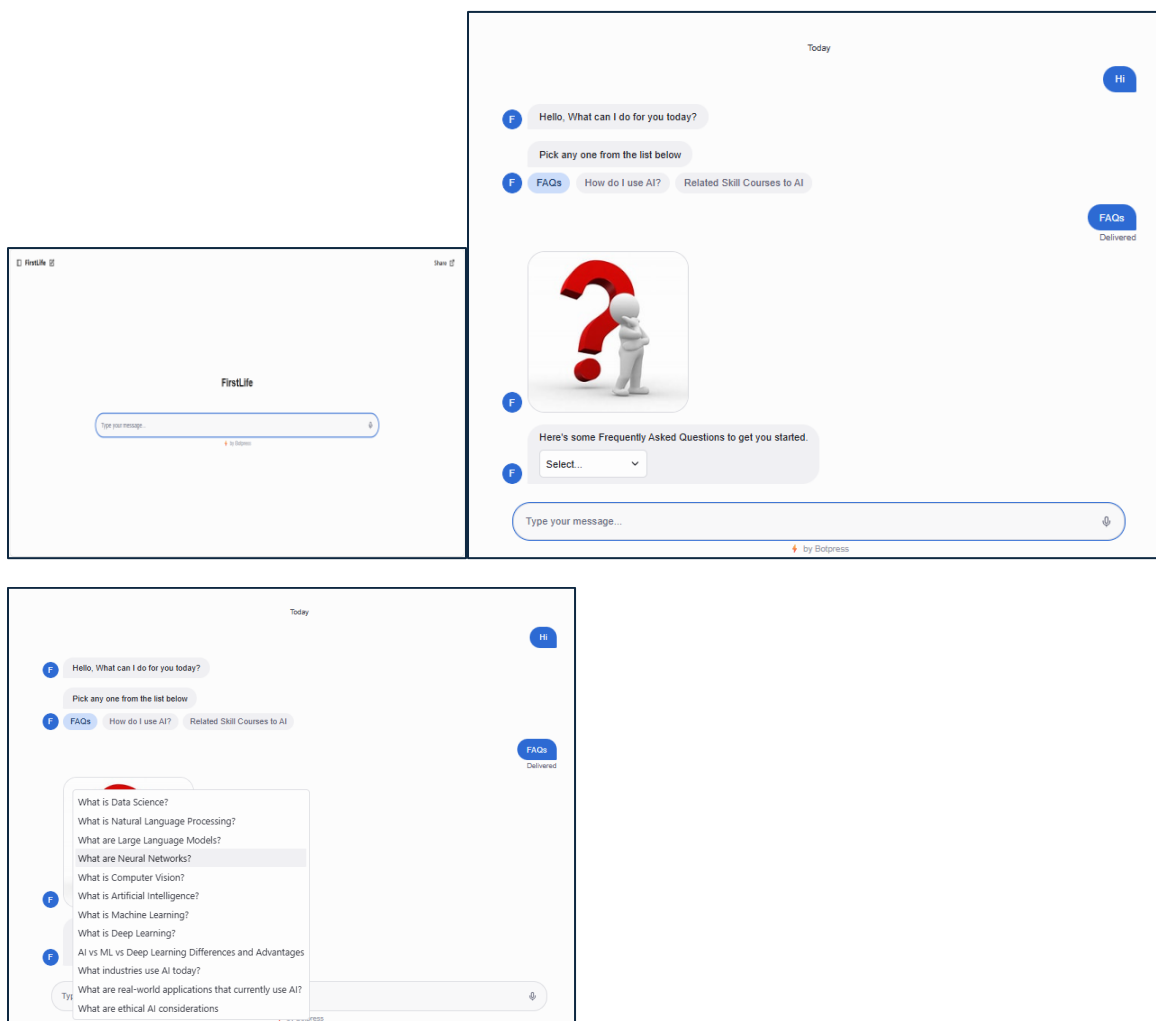 FirstLife
Share
FirstLife
Type your message...
by Botpress
Today
Hi
F
Hello, What can I do for you today?
Pick any one from the list below
F
FAQs How do I use AI? Related Skill Courses to AI
FAQs
Delivered
F
Here's some Frequently Asked Questions to get you started.
F
Select...
Type your message...
by Botpress
Today
Hi
F
Hello, What can I do for you today?
Pick any one from the list below
F
FAQs How do I use AI? Related Skill Courses to AI
FAQs
Delivered
What is Data Science?
What is Natural Language Processing?
What are Large Language Models?
What are Neural Networks?
What is Computer Vision?
F
What is Artificial Intelligence?
What is Machine Learning?
What is Deep Learning?
F
AI vs ML vs Deep Learning Differences and Advantages
What industries use AI today?
What are real-world applications that currently use AI?
What are ethical AI considerations